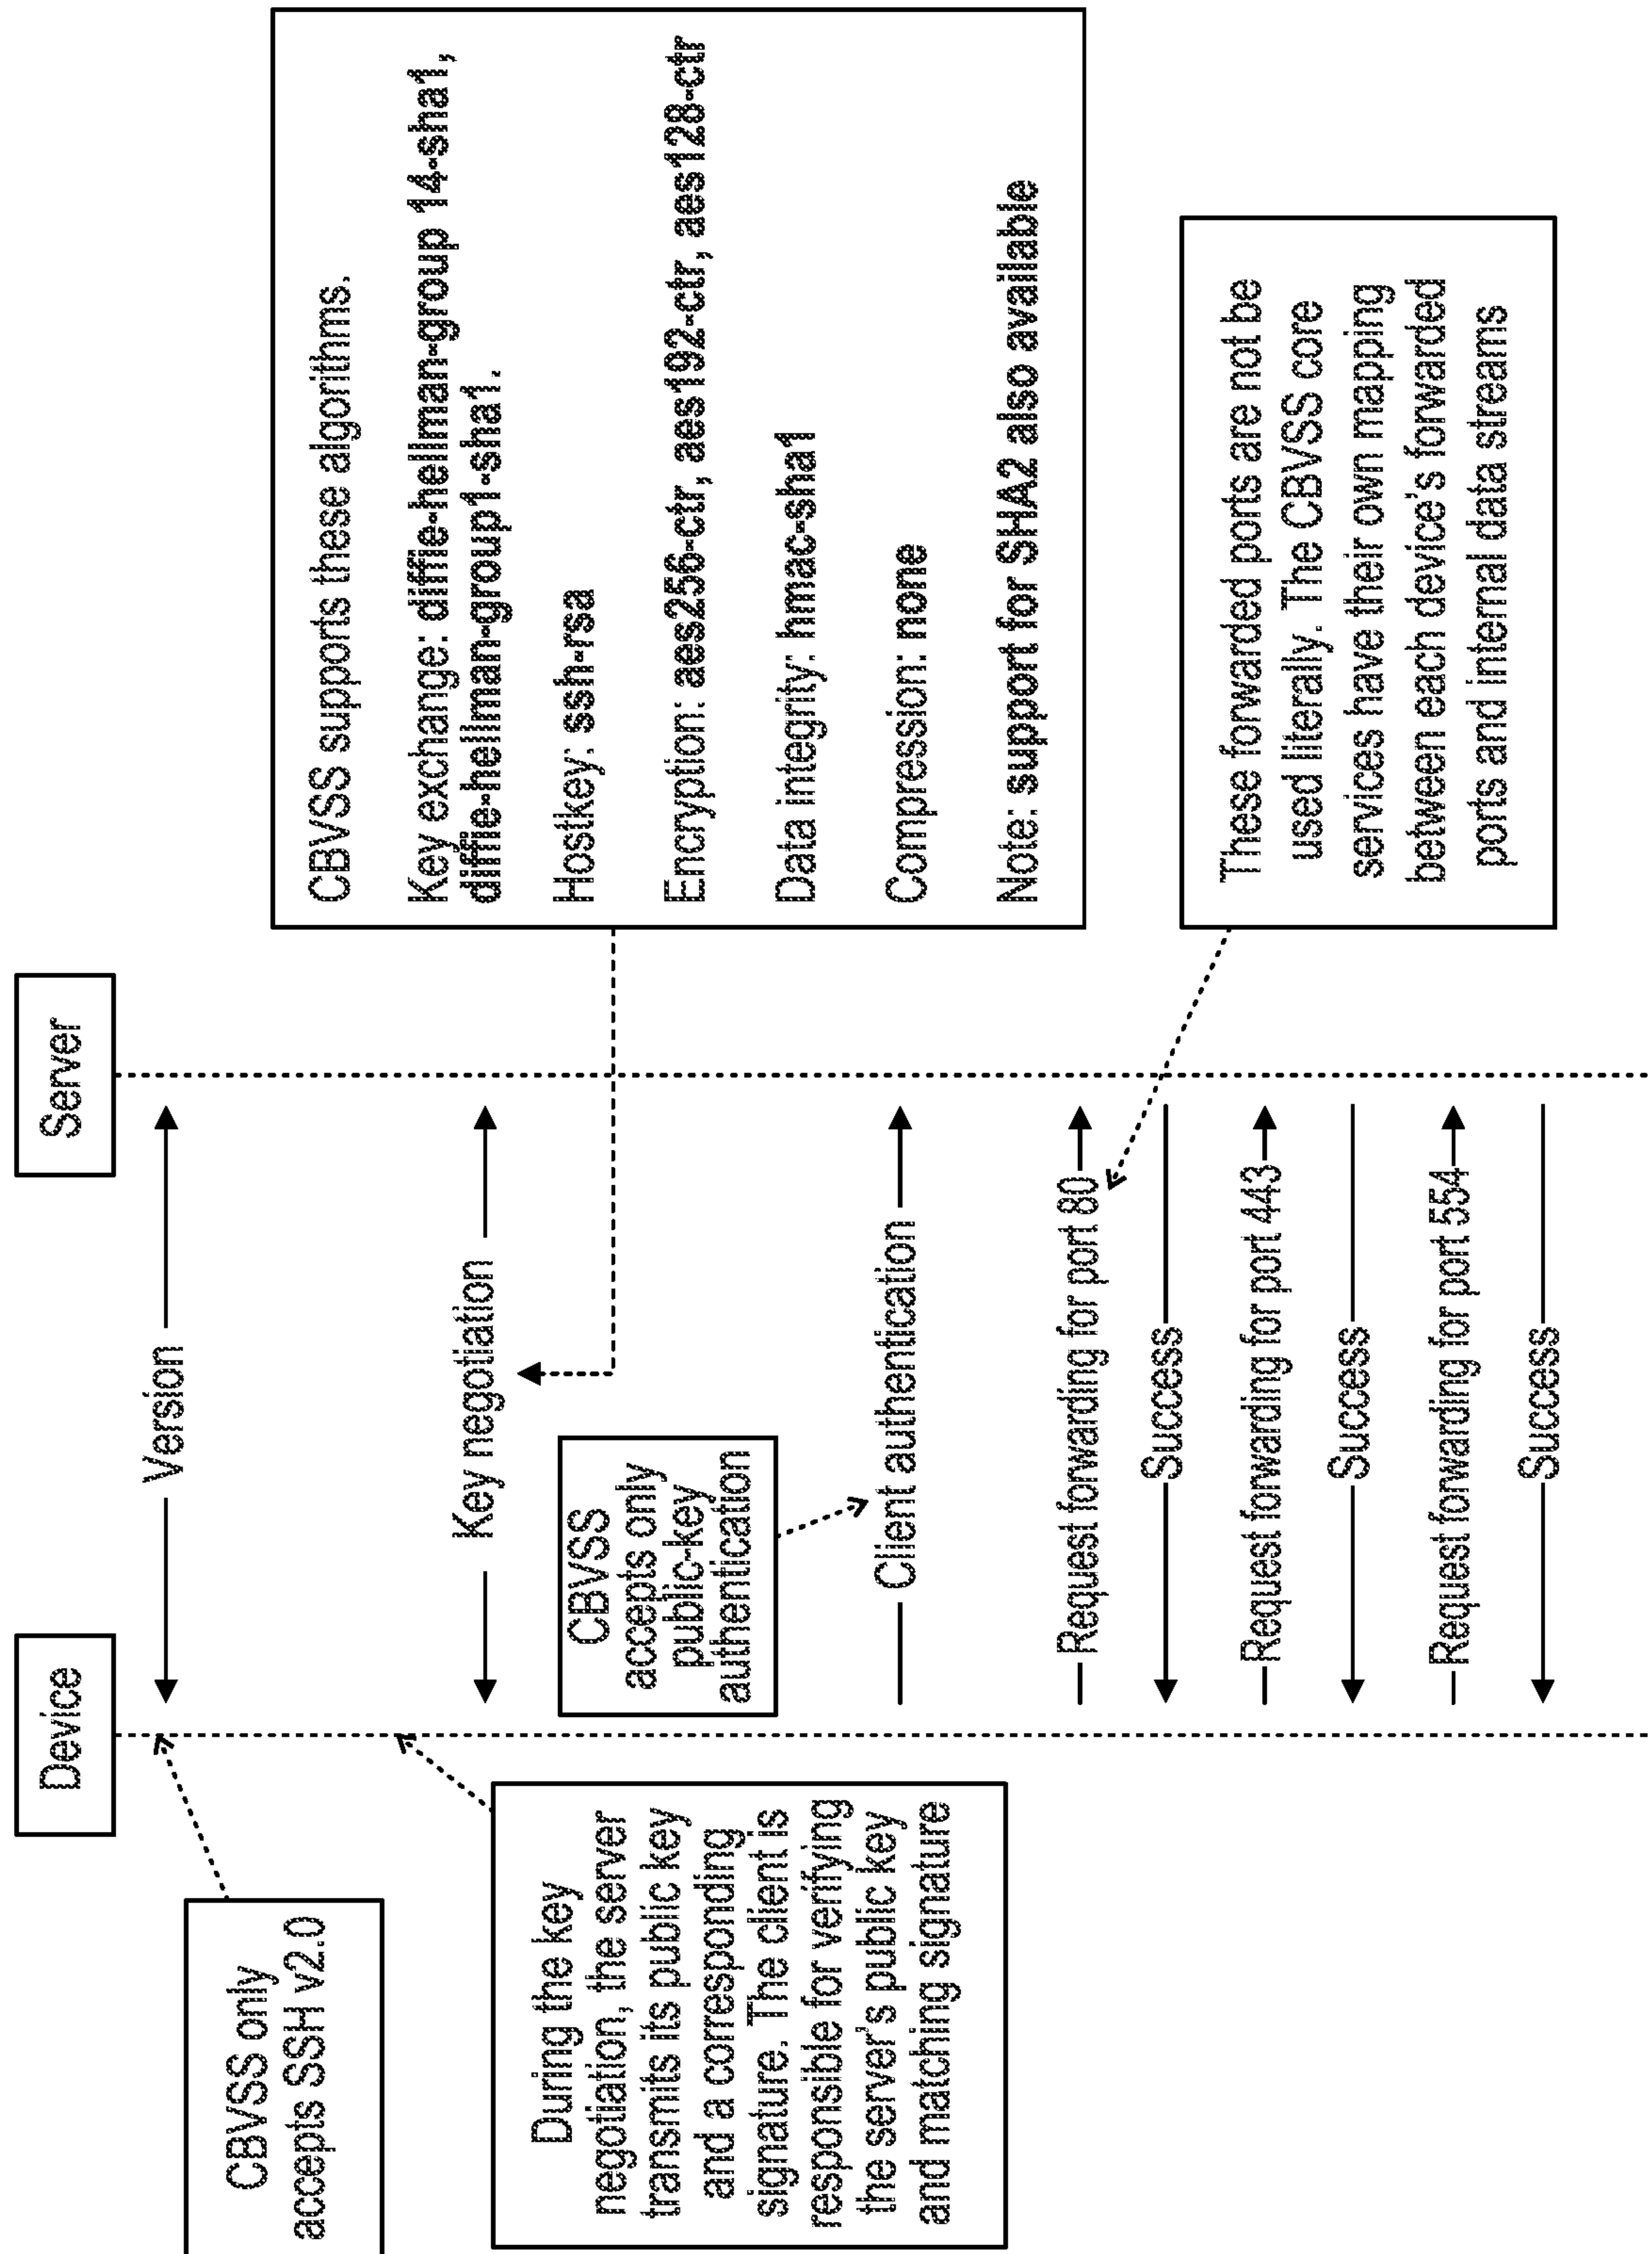 Device
Server
CBVSS only
accepts SSH v2.0
Version
During the key
negotiation, the server
transmits its public key
and a corresponding
signature. The client is
responsible for verifying
the server's public key
and matching signature
Key negotiation
CBVSS supports these algorithms.
Key exchange: diffie-hellman-group 14-sha1,
diffie-hellman-group1-sha1.
Hostkey: ssh-rsa
Encryption: aes256-ctr, aes192-ctr, aes128-ctr
Data integrity: hmac-sha1
Compression: none
Note: support for SHA2 also available
CBVSS
accepts only
public-key
authentication
Client authentication
Request forwarding for port 80
These forwarded ports are not be
used literally. The CBVSS core
services have their own mapping
between each device's forwarded
ports and internal data streams
Success
Request forwarding for port 443
Success
Request forwarding for port 554
Success